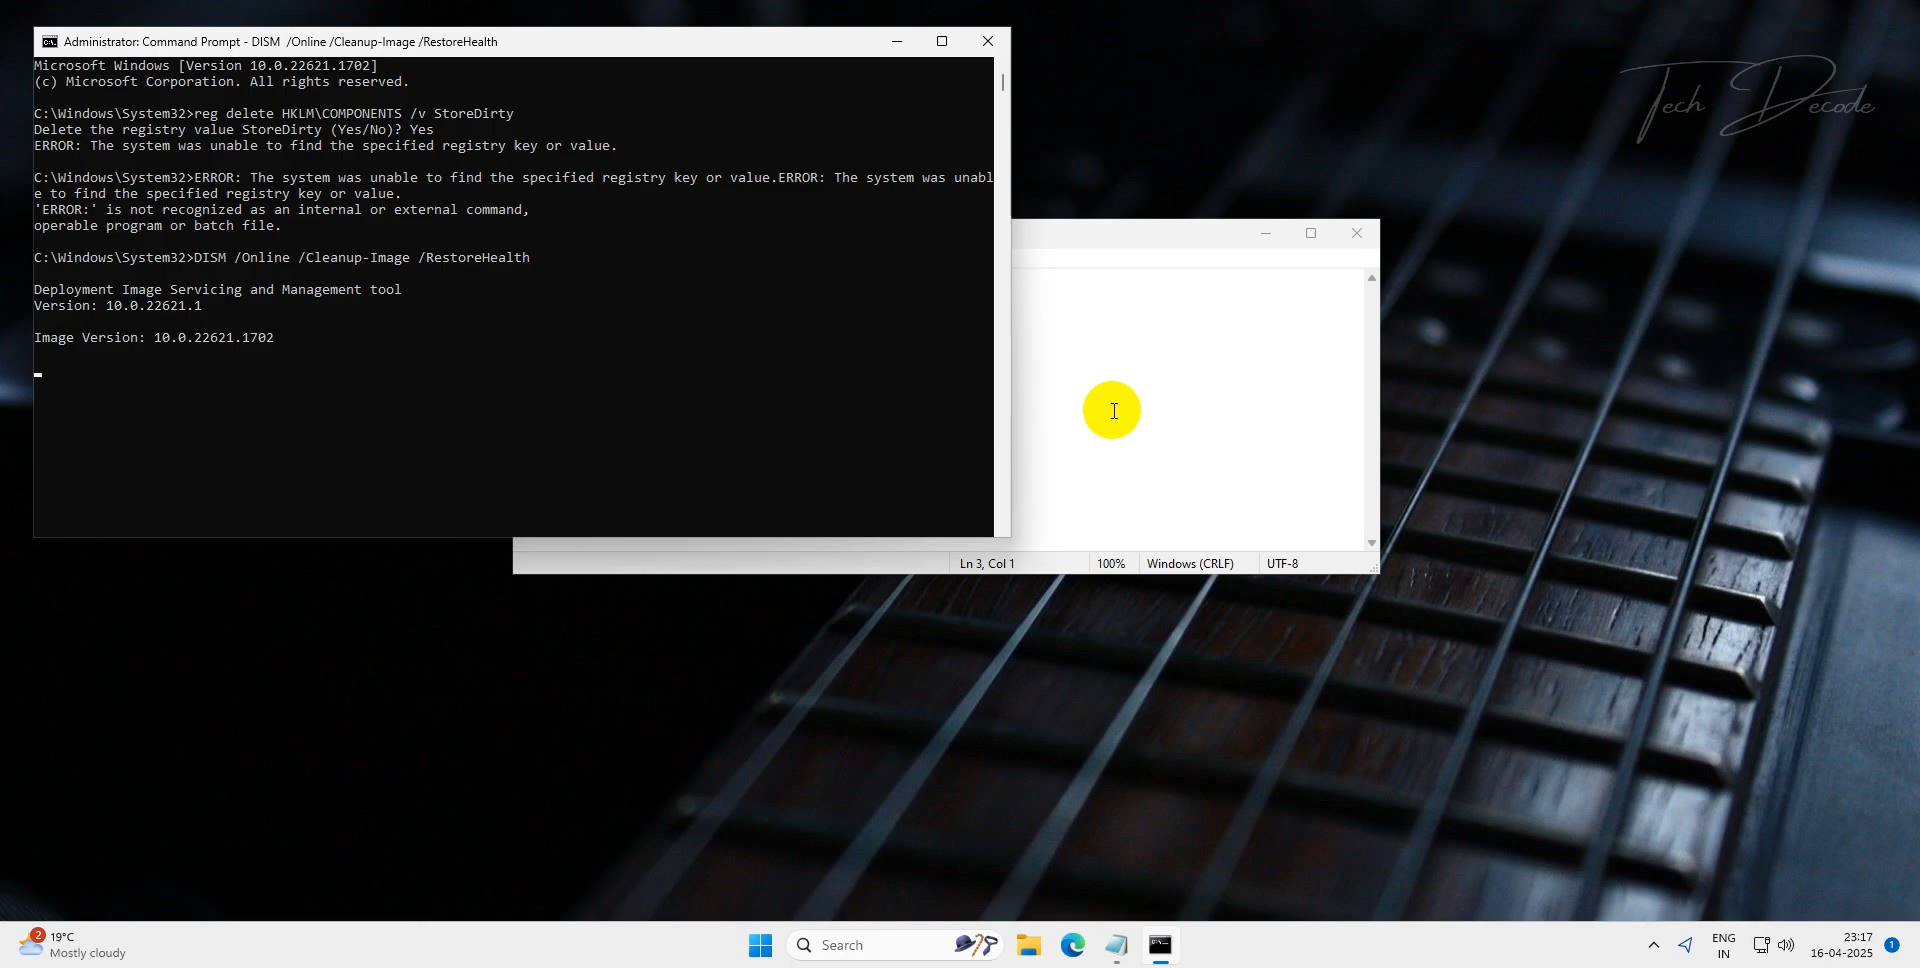 Administrator: Command Prompt - DISM  /Online /Cleanup-Image /RestoreHealth
Microsoft Windows [Version 10.0.22621.1702]
(c) Microsoft Corporation. All rights reserved.
C:\Windows\System32>reg delete HKLM\COMPONENTS /v StoreDirty
Delete the registry value StoreDirty (Yes/No)? Yes
ERROR: The system was unable to find the specified registry key or value.
C:\Windows\System32>ERROR: The system was unable to find the specified registry key or value.ERROR: The system was unabl
e to find the specified registry key or value.
'ERROR:' is not recognized as an internal or external command,
operable program or batch file.
C:\Windows\System32>DISM /Online /Cleanup-Image /RestoreHealth
Deployment Image Servicing and Management tool
Version: 10.0.22621.1
Image Version: 10.0.22621.1702
Tech Decode
Ln 3, Col 1
100%
Windows (CRLF)
UTF-8
2
19°C
Mostly cloudy
Search
ENG
IN
23:17
16-04-2025
1